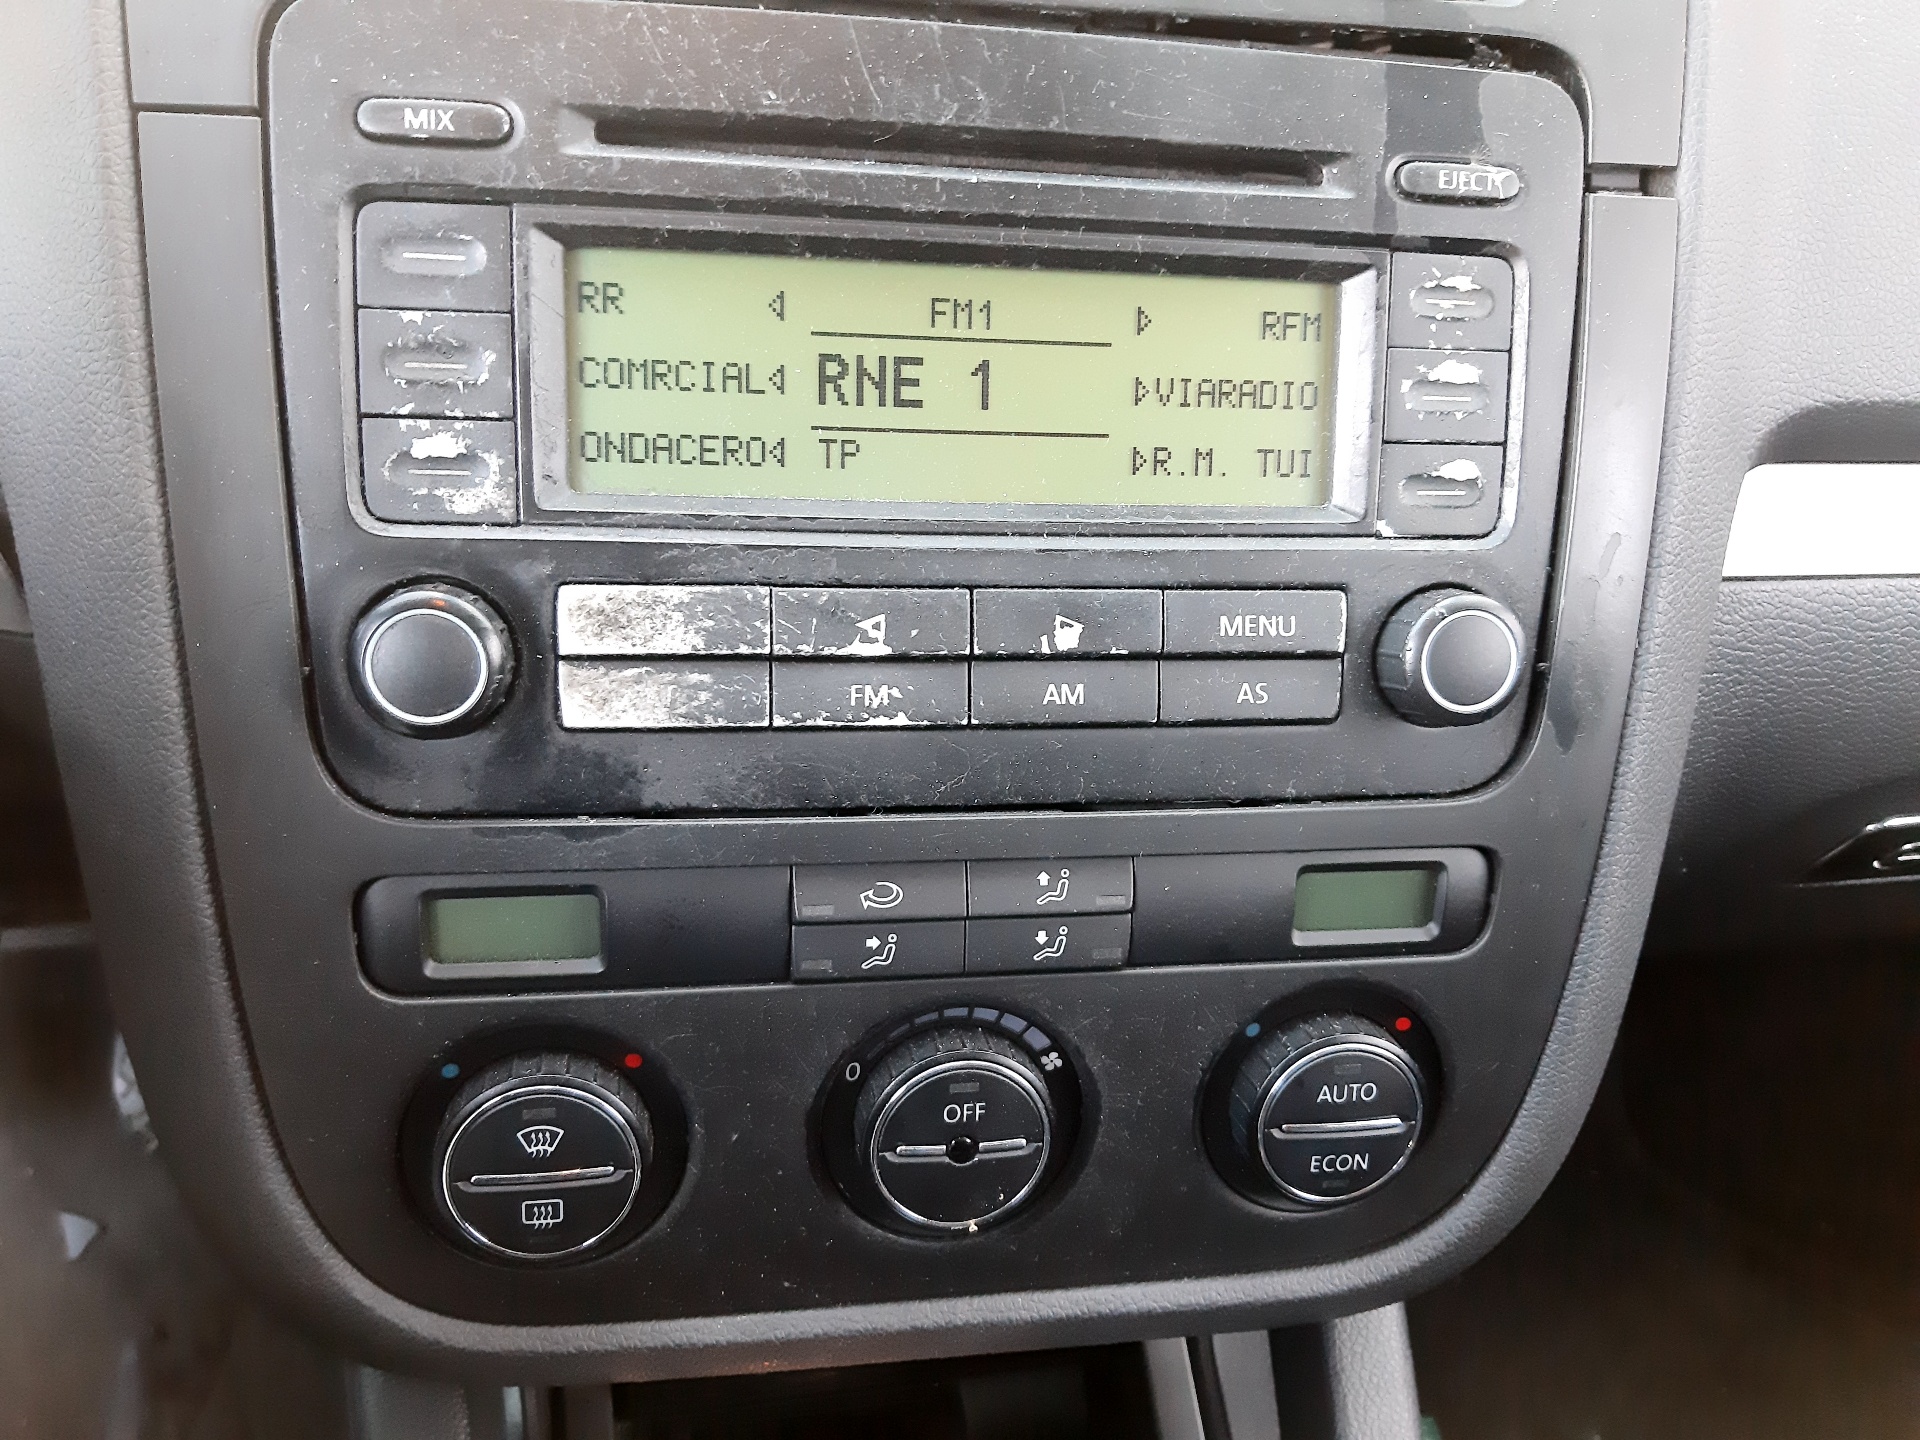 MIX
EJECT
RR FM1 RFM
COMRCIAL RNE 1 VIARADIO
ONDACERO TP R.M. TUI
MENU
FM AM AS
0
OFF
AUTO
ECON